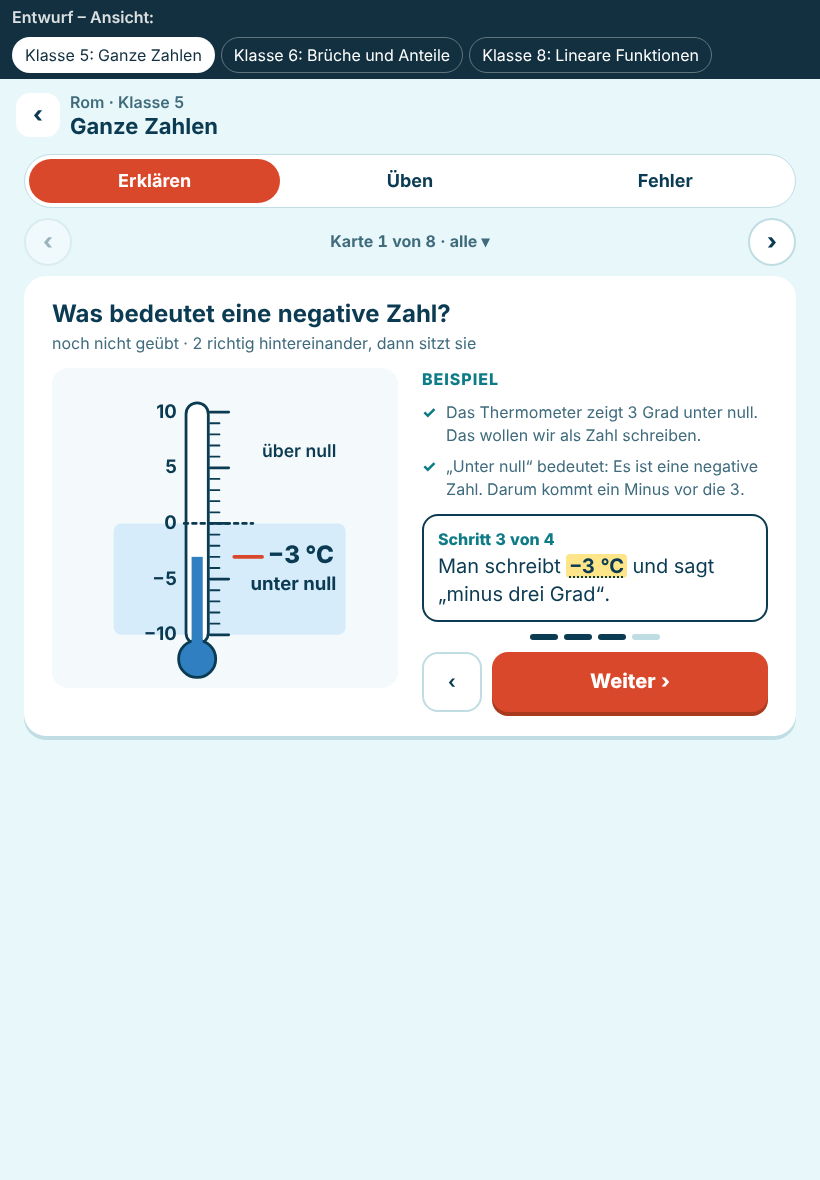 Entwurf – Ansicht:
Klasse 5: Ganze Zahlen
Klasse 6: Brüche und Anteile
Klasse 8: Lineare Funktionen
‹
Rom · Klasse 5
Ganze Zahlen
Erklären
Üben
Fehler
‹
Karte 1 von 8 · alle ▾
›
Was bedeutet eine negative Zahl?
noch nicht geübt · 2 richtig hintereinander, dann sitzt sie
10
5
0
−5
−10
über null
−3 °C
unter null
BEISPIEL
✓ Das Thermometer zeigt 3 Grad unter null.
Das wollen wir als Zahl schreiben.
✓ „Unter null“ bedeutet: Es ist eine negative
Zahl. Darum kommt ein Minus vor die 3.
Schritt 3 von 4
Man schreibt −3 °C und sagt
„minus drei Grad“.
‹
Weiter ›